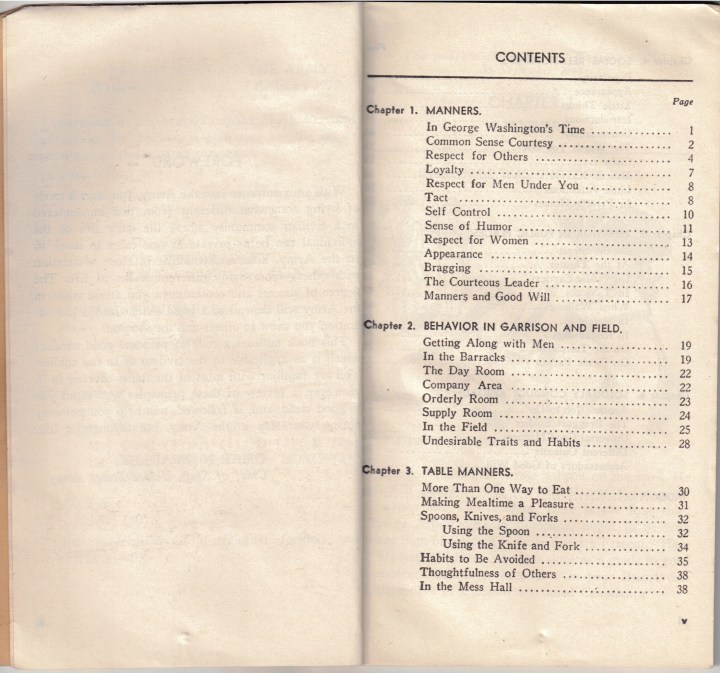 CONTENTS
Page
Chapter 1. MANNERS.
In George Washington's Time ............... 1
Common Sense Courtesy ..................... 2
Respect for Others ........................ 4
Loyalty ................................... 7
Respect for Men Under You ................. 8
Tact ...................................... 8
Self Control .............................. 10
Sense of Humor ............................ 11
Respect for Women ......................... 13
Appearance ................................ 14
Bragging .................................. 15
The Courteous Leader ...................... 16
Manners and Good Will ..................... 17
Chapter 2. BEHAVIOR IN GARRISON AND FIELD.
Getting Along with Men .................... 19
In the Barracks ........................... 19
The Day Room .............................. 22
Company Area .............................. 22
Orderly Room .............................. 23
Supply Room ............................... 24
In the Field .............................. 25
Undesirable Traits and Habits ............. 28
Chapter 3. TABLE MANNERS.
More Than One Way to Eat .................. 30
Making Mealtime a Pleasure ................ 31
Spoons, Knives, and Forks ................. 32
Using the Spoon ........................... 32
Using the Knife and Fork .................. 34
Habits to Be Avoided ...................... 35
Thoughtfulness of Others .................. 38
In the Mess Hall .......................... 38
v